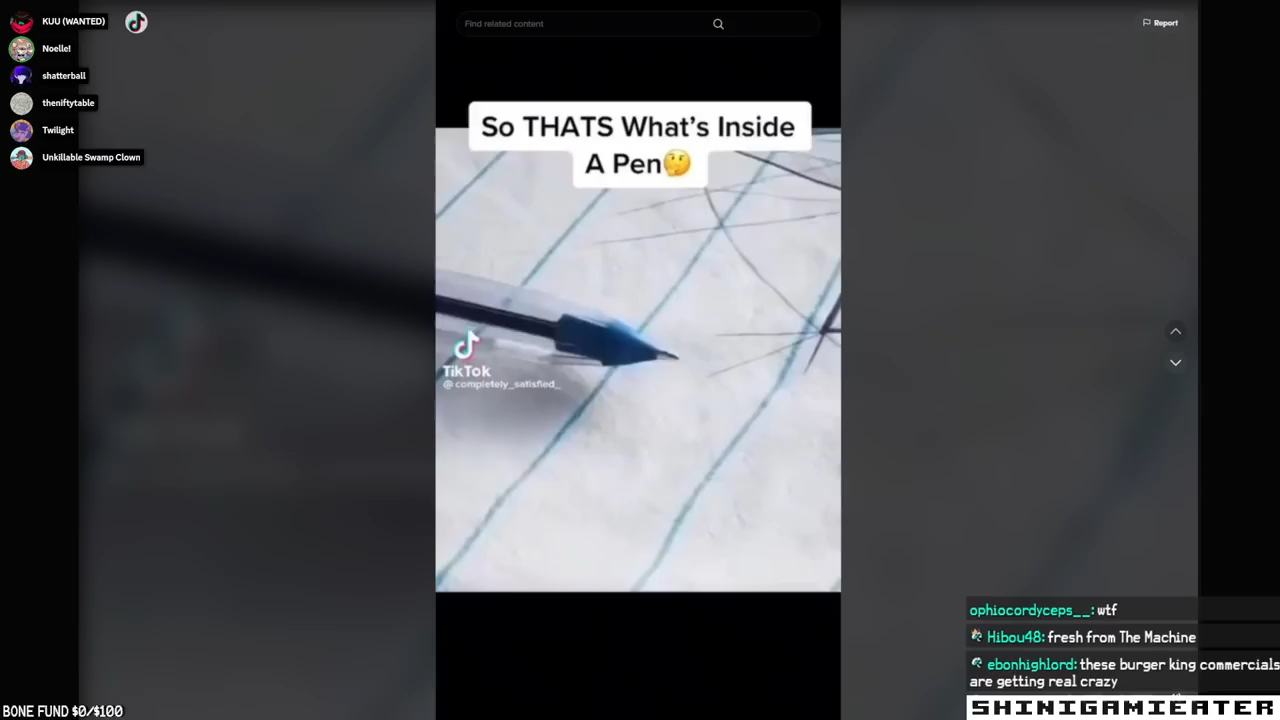 KUU (WANTED)
Noelle!
shatterball
theniftytable
Twilight
Unkillable Swamp Clown
Find related content
Report
So THATS What's Inside
A Pen🤔
TikTok
@completely_satisfied_
ophiocordyceps__: wtf
Hibou48: fresh from The Machine
ebonhighlord: these burger king commercials
are getting real crazy
BONE FUND $0/$100
SHINIGAMIEATER